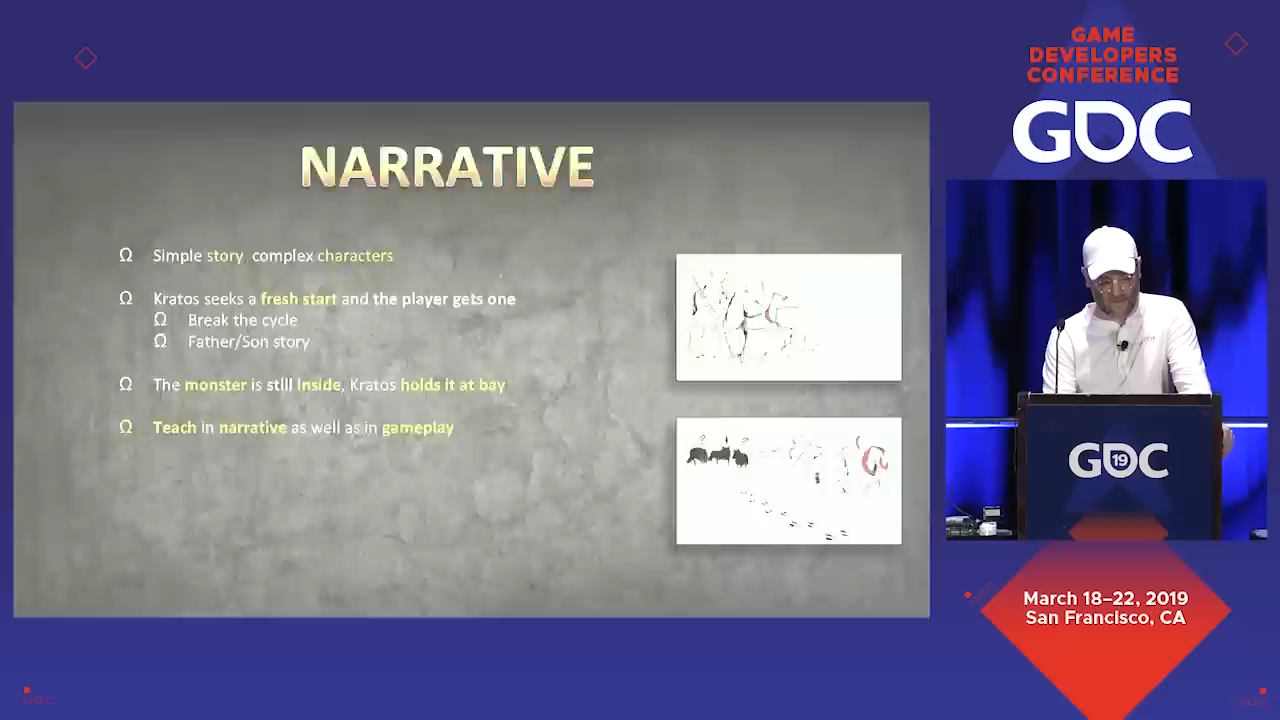 GAME
DEVELOPERS
CONFERENCE
GDC
NARRATIVE
Ω Simple story, complex characters
Ω Kratos seeks a fresh start and the player gets one
Ω Break the cycle
Ω Father/Son story
Ω The monster is still inside, Kratos holds it at bay
Ω Teach in narrative as well as in gameplay
GDC 19
March 18–22, 2019
San Francisco, CA